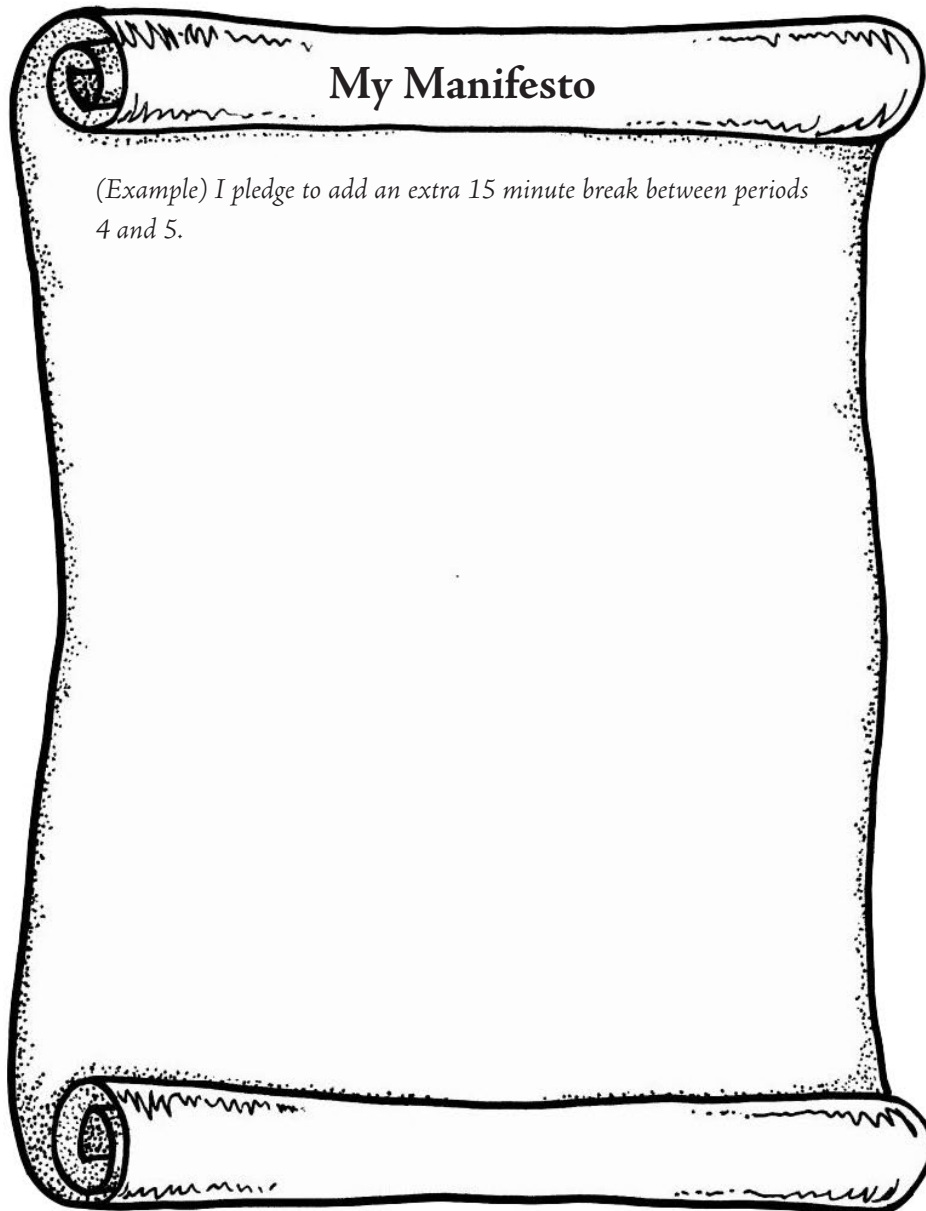 My Manifesto
(Example) I pledge to add an extra 15 minute break between periods
4 and 5.